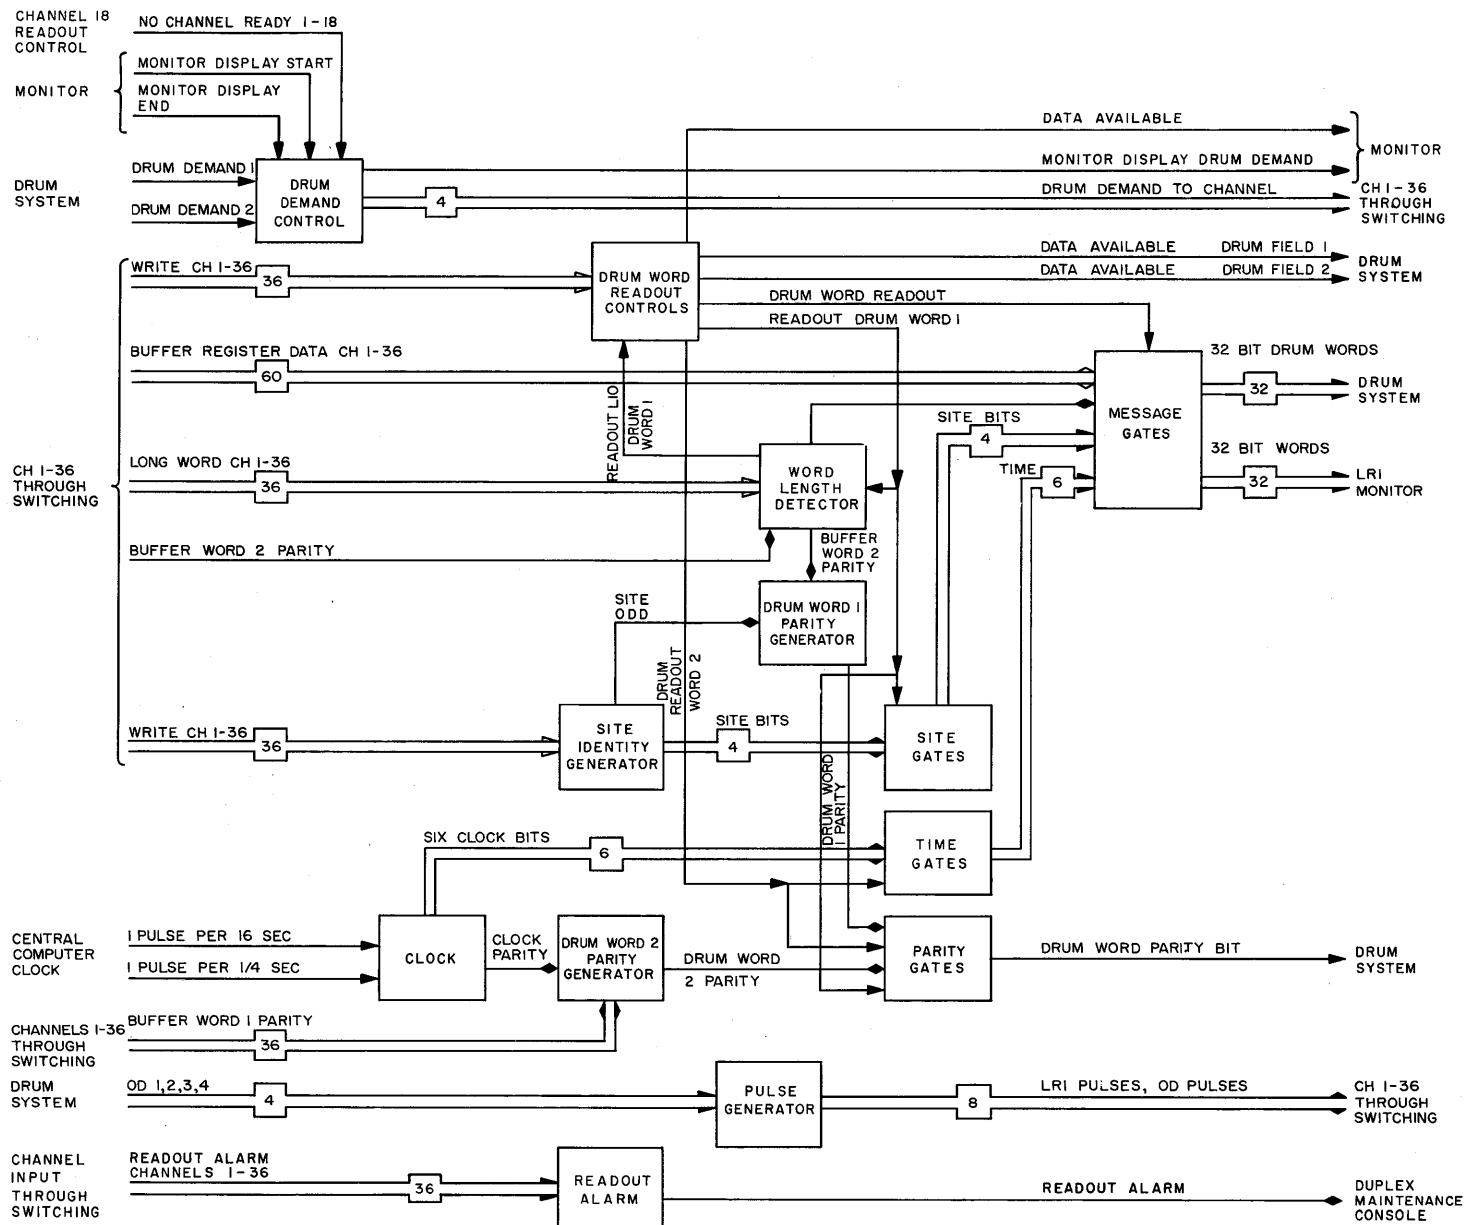 CHANNEL 18
READOUT
CONTROL
NO CHANNEL READY 1-18
MONITOR DISPLAY START
MONITOR
MONITOR DISPLAY
END
DATA AVAILABLE
MONITOR
DRUM DEMAND 1
DRUM
SYSTEM
DRUM DEMAND 2
DRUM
DEMAND
CONTROL
MONITOR DISPLAY DRUM DEMAND
4
DRUM DEMAND TO CHANNEL
CH 1-36
THROUGH
SWITCHING
WRITE CH 1-36
36
DRUM WORD
READOUT
CONTROLS
DATA AVAILABLE DRUM FIELD 1
DATA AVAILABLE DRUM FIELD 2
DRUM
SYSTEM
DRUM WORD READOUT
READOUT DRUM WORD 1
BUFFER REGISTER DATA CH 1-36
60
READOUT LIO
DRUM
WORD 1
MESSAGE
GATES
32 BIT DRUM WORDS
32
DRUM
SYSTEM
SITE BITS
4
TIME
6
32 BIT WORDS
32
LRI
MONITOR
CH 1-36
THROUGH
SWITCHING
LONG WORD CH 1-36
36
WORD
LENGTH
DETECTOR
BUFFER WORD 2 PARITY
BUFFER
WORD 2
PARITY
SITE
ODD
DRUM WORD 1
PARITY
GENERATOR
DRUM
READOUT
WORD 2
WRITE CH 1-36
36
SITE
IDENTITY
GENERATOR
SITE BITS
4
SITE
GATES
DRUM WORD
1 PARITY
SIX CLOCK BITS
6
TIME
GATES
CENTRAL
COMPUTER
CLOCK
1 PULSE PER 16 SEC
1 PULSE PER 1/4 SEC
CLOCK
CLOCK
PARITY
DRUM WORD 2
PARITY
GENERATOR
DRUM WORD
2 PARITY
PARITY
GATES
DRUM WORD PARITY BIT
DRUM
SYSTEM
CHANNELS 1-36
THROUGH
SWITCHING
BUFFER WORD 1 PARITY
36
DRUM
SYSTEM
OD 1,2,3,4
4
PULSE
GENERATOR
8
LRI PULSES, OD PULSES
CH 1-36
THROUGH
SWITCHING
CHANNEL
INPUT
THROUGH
SWITCHING
READOUT ALARM
CHANNELS 1-36
36
READOUT
ALARM
READOUT ALARM
DUPLEX
MAINTENANCE
CONSOLE